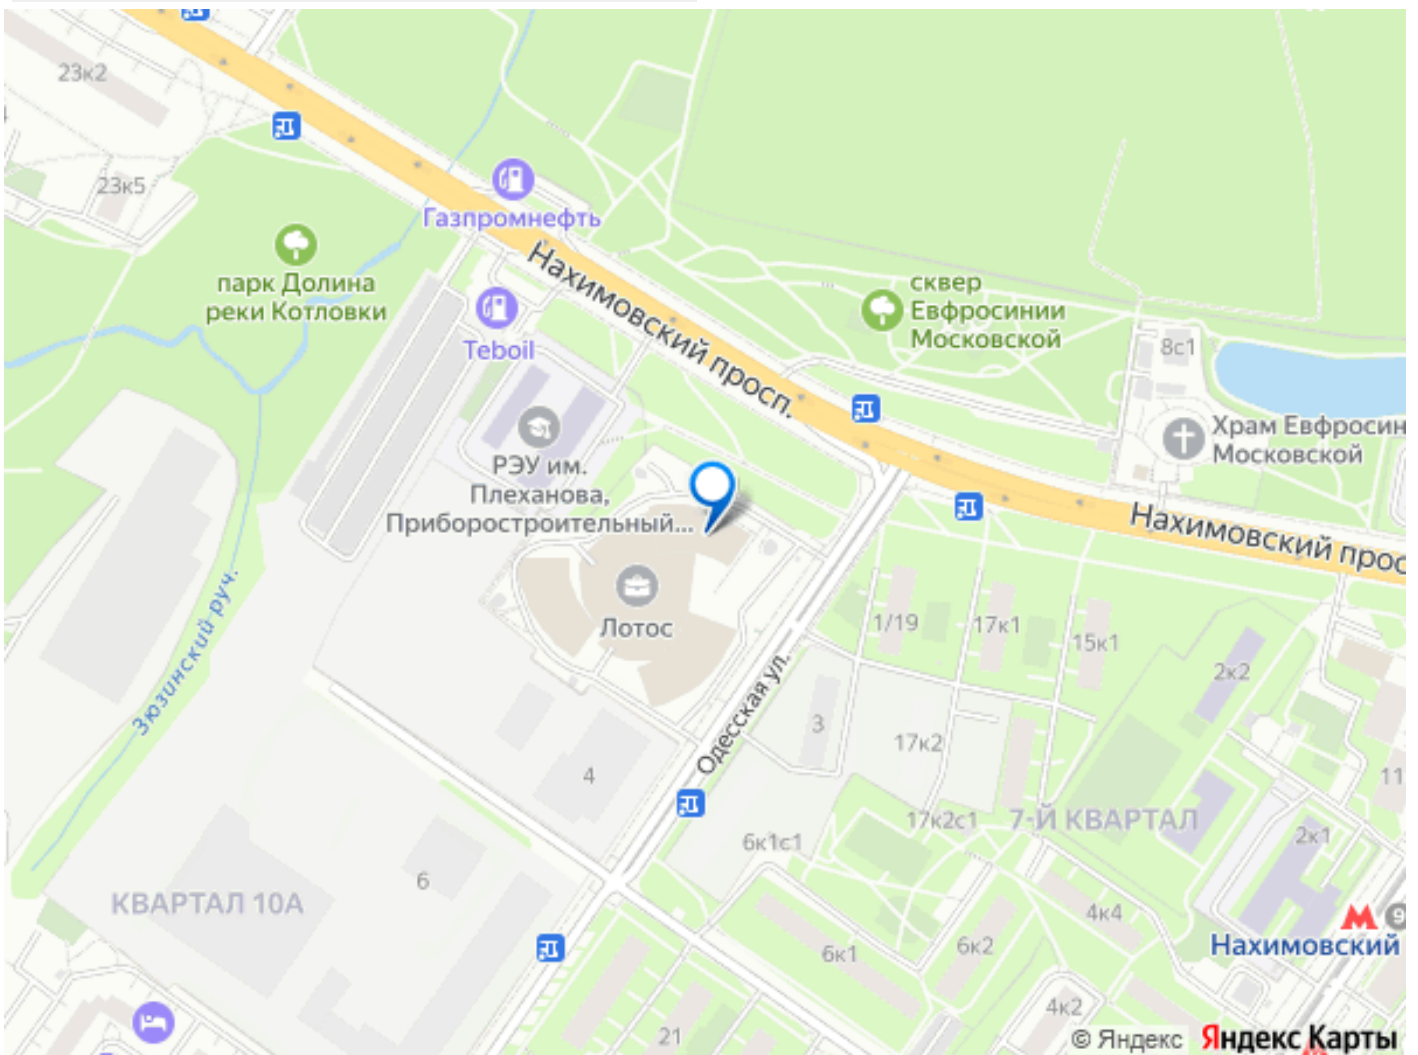 23к2
23к5
Газпромнефть
парк Долина
реки Котловки
Teboil
Нахимовский просп.
сквер
Евфросинии
Московской
8с1
Храм Евфросин
Московской
РЭУ им.
Плеханова,
Приборостроительный...
Нахимовский прос
Лотос
Зюзинский руч.
Одесская ул.
1/19
17к1
15к1
2к2
3
17к2
4
11
17к2с1
7-Й КВАРТАЛ
6к1с1
2к1
6
КВАРТАЛ 10А
4к4
9
Нахимовский
6к1
6к2
4к2
21
© Яндекс Яндекс Карты